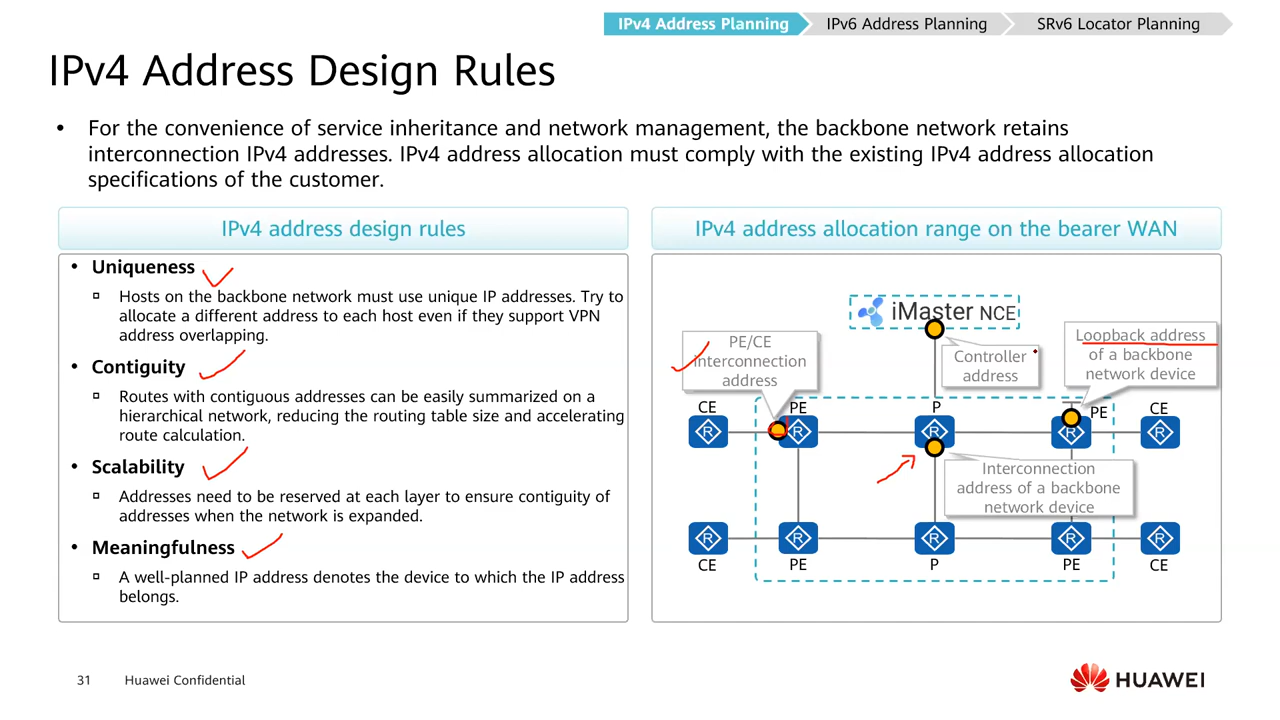 IPv4 Address Planning
IPv6 Address Planning
SRv6 Locator Planning
IPv4 Address Design Rules
• For the convenience of service inheritance and network management, the backbone network retains
interconnection IPv4 addresses. IPv4 address allocation must comply with the existing IPv4 address allocation
specifications of the customer.
IPv4 address design rules
• Uniqueness
▫ Hosts on the backbone network must use unique IP addresses. Try to
allocate a different address to each host even if they support VPN
address overlapping.
• Contiguity
▫ Routes with contiguous addresses can be easily summarized on a
hierarchical network, reducing the routing table size and accelerating
route calculation.
• Scalability
▫ Addresses need to be reserved at each layer to ensure contiguity of
addresses when the network is expanded.
• Meaningfulness
▫ A well-planned IP address denotes the device to which the IP address
belongs.
IPv4 address allocation range on the bearer WAN
iMaster NCE
PE/CE
interconnection
address
Controller
address
Loopback address
of a backbone
network device
CE
PE
P
PE
CE
R
R
R
R
R
Interconnection
address of a backbone
network device
R
R
R
R
R
CE
PE
P
PE
CE
31
Huawei Confidential
HUAWEI